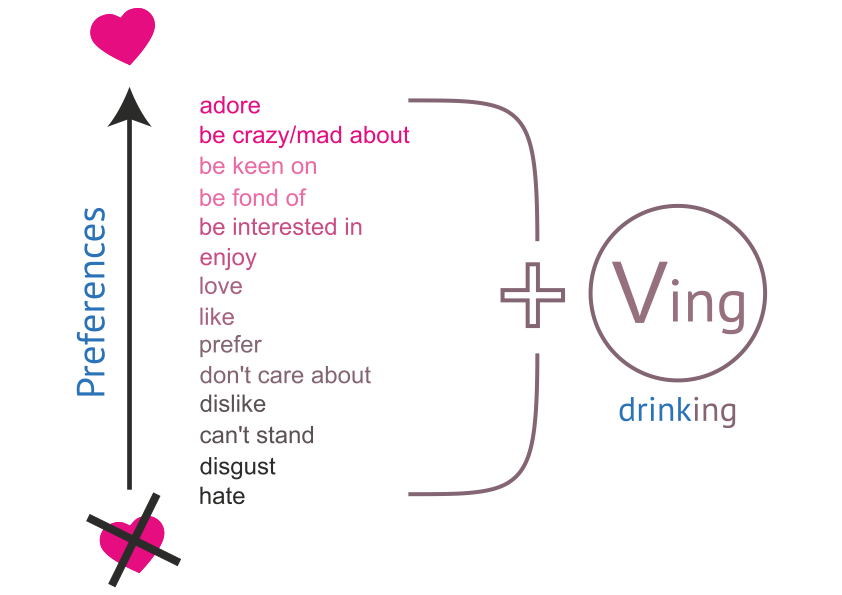 Preferences
adore
be crazy/mad about
be keen on
be fond of
be interested in
enjoy
love
like
prefer
don't care about
dislike
can't stand
disgust
hate
Ving
drinking